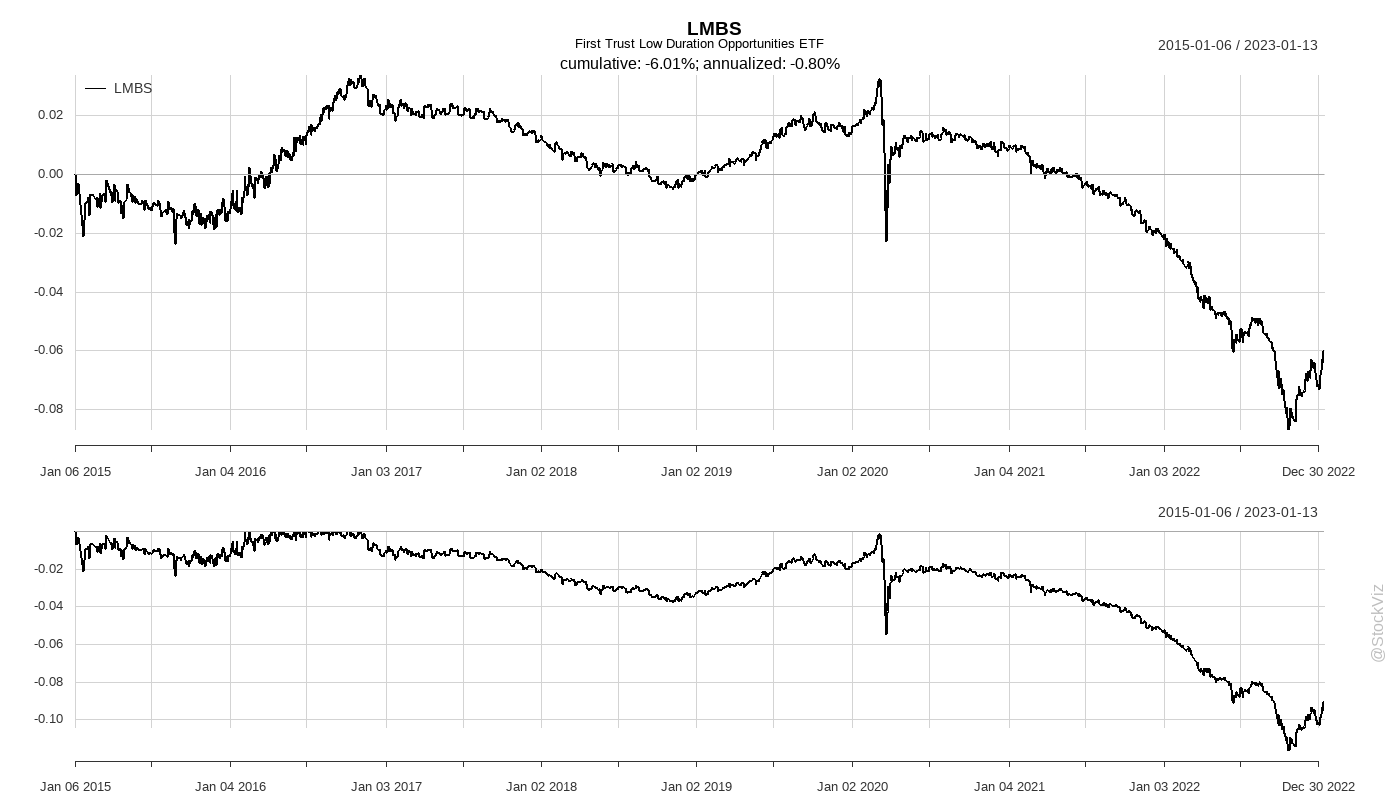 LMBS
First Trust Low Duration Opportunities ETF
2015-01-06 / 2023-01-13
cumulative: -6.01%; annualized: -0.80%
LMBS
0.02
0.00
-0.02
-0.04
-0.06
-0.08
Jan 06 2015 Jan 04 2016 Jan 03 2017 Jan 02 2018 Jan 02 2019 Jan 02 2020 Jan 04 2021 Jan 03 2022 Dec 30 2022
2015-01-06 / 2023-01-13
-0.02
-0.04
-0.06
-0.08
-0.10
Jan 06 2015 Jan 04 2016 Jan 03 2017 Jan 02 2018 Jan 02 2019 Jan 02 2020 Jan 04 2021 Jan 03 2022 Dec 30 2022
@StockViz